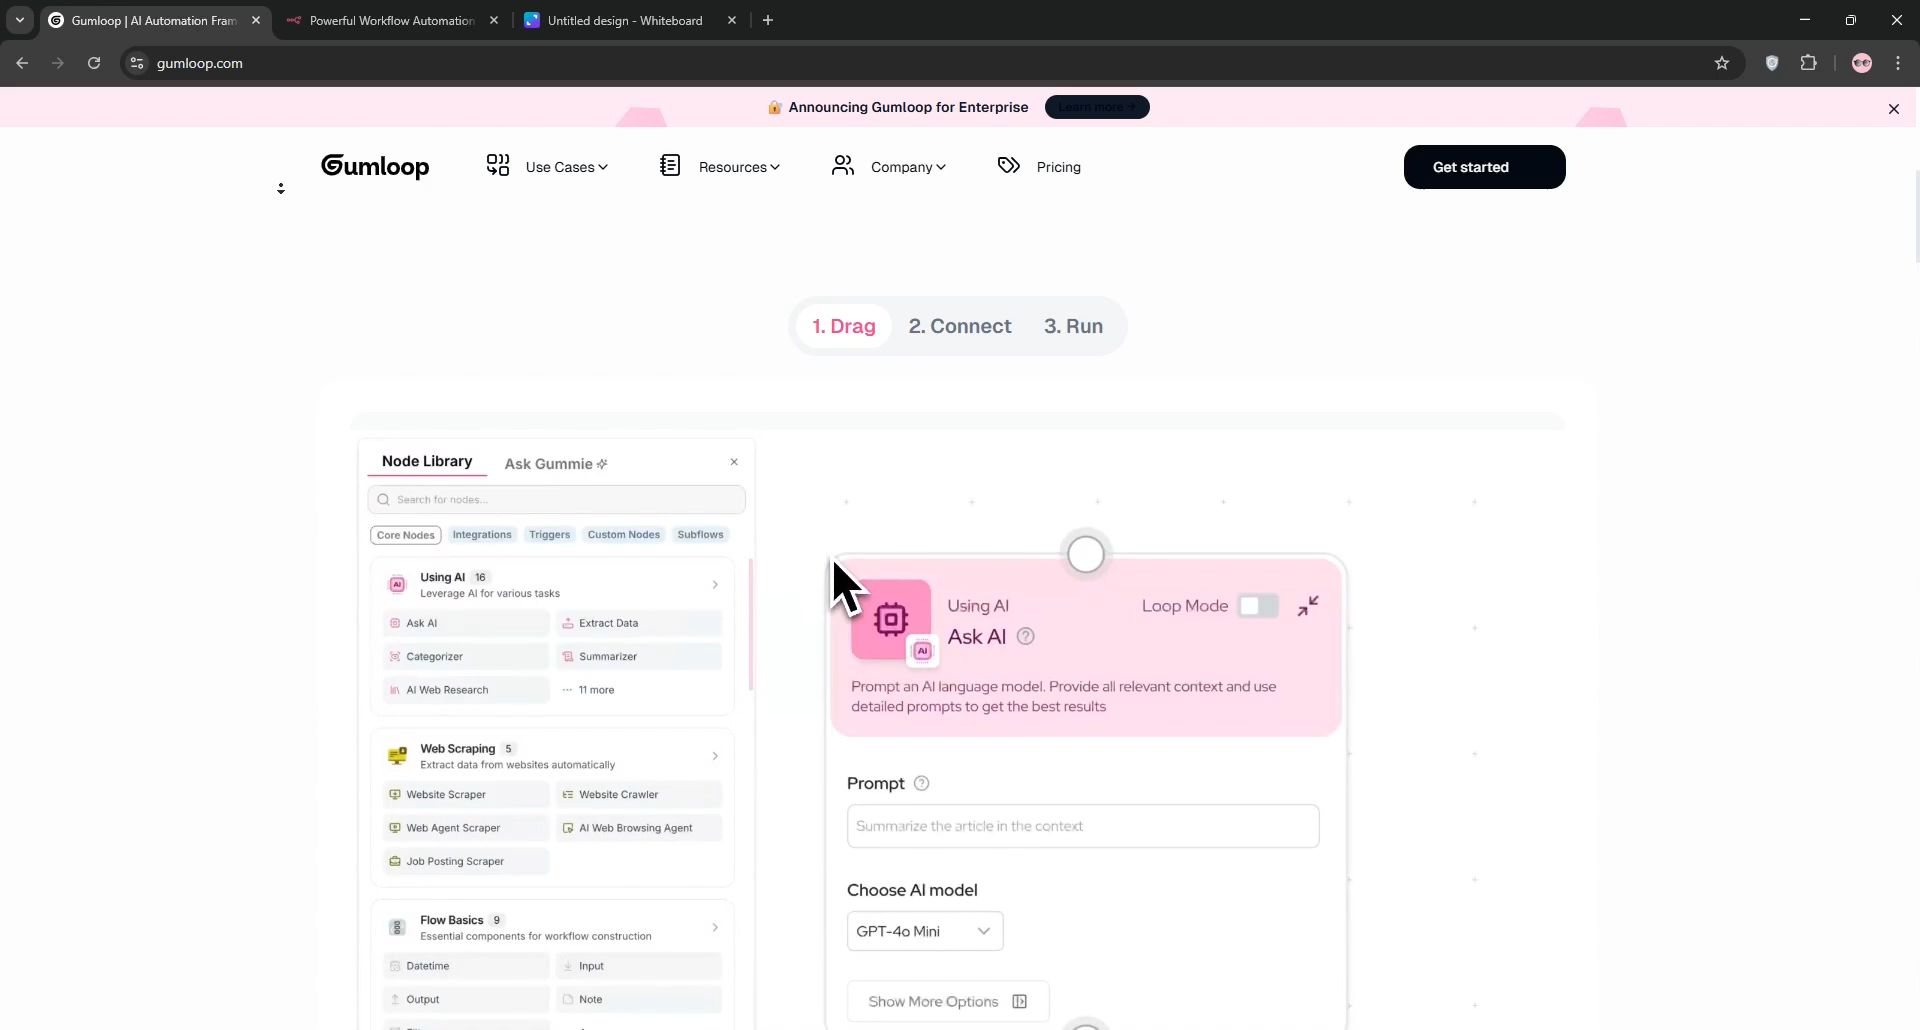 Gumloop | AI Automation Fram
Powerful Workflow Automation
Untitled design - Whiteboard
gumloop.com
Announcing Gumloop for Enterprise
Learn more
Gumloop
Use Cases
Resources
Company
Pricing
Get started
1. Drag
2. Connect
3. Run
Node Library
Ask Gummie
Search for nodes...
Core Nodes
Integrations
Triggers
Custom Nodes
Subflows
Using AI 16
Leverage AI for various tasks
Ask AI
Extract Data
Categorizer
Summarizer
AI Web Research
··· 11 more
Web Scraping 5
Extract data from websites automatically
Website Scraper
Website Crawler
Web Agent Scraper
AI Web Browsing Agent
Job Posting Scraper
Flow Basics 9
Essential components for workflow construction
Datetime
Input
Output
Note
Using AI
Loop Mode
Ask AI
AI
Prompt an AI language model. Provide all relevant context and use
detailed prompts to get the best results
Prompt
Summarize the article in the context
Choose AI model
GPT-4o Mini
Show More Options